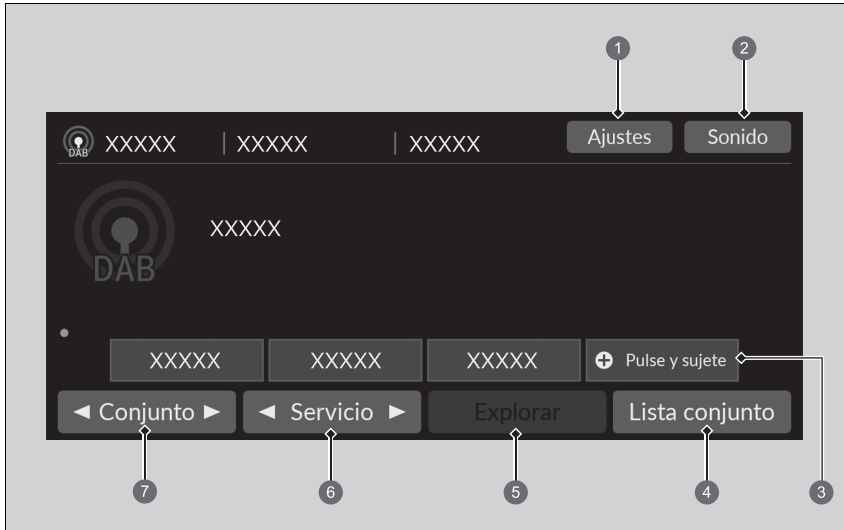 1 2
DAB XXXXX | XXXXX | XXXXX Ajustes Sonido
DAB XXXXX
XXXXX XXXXX XXXXX Pulse y sujete
3
◄ Conjunto ► ◄ Servicio ► Explorar Lista conjunto
7 6 5 4